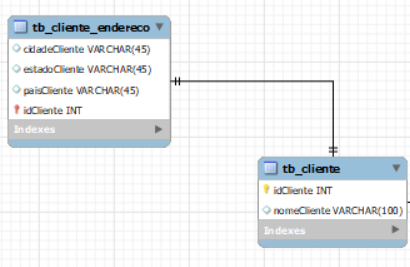 tb_cliente_endereco
cidadeCliente VARCHAR(45)
estadoCliente VARCHAR(45)
paisCliente VARCHAR(45)
idCliente INT
Indexes
tb_cliente
idCliente INT
nomeCliente VARCHAR(100)
Indexes